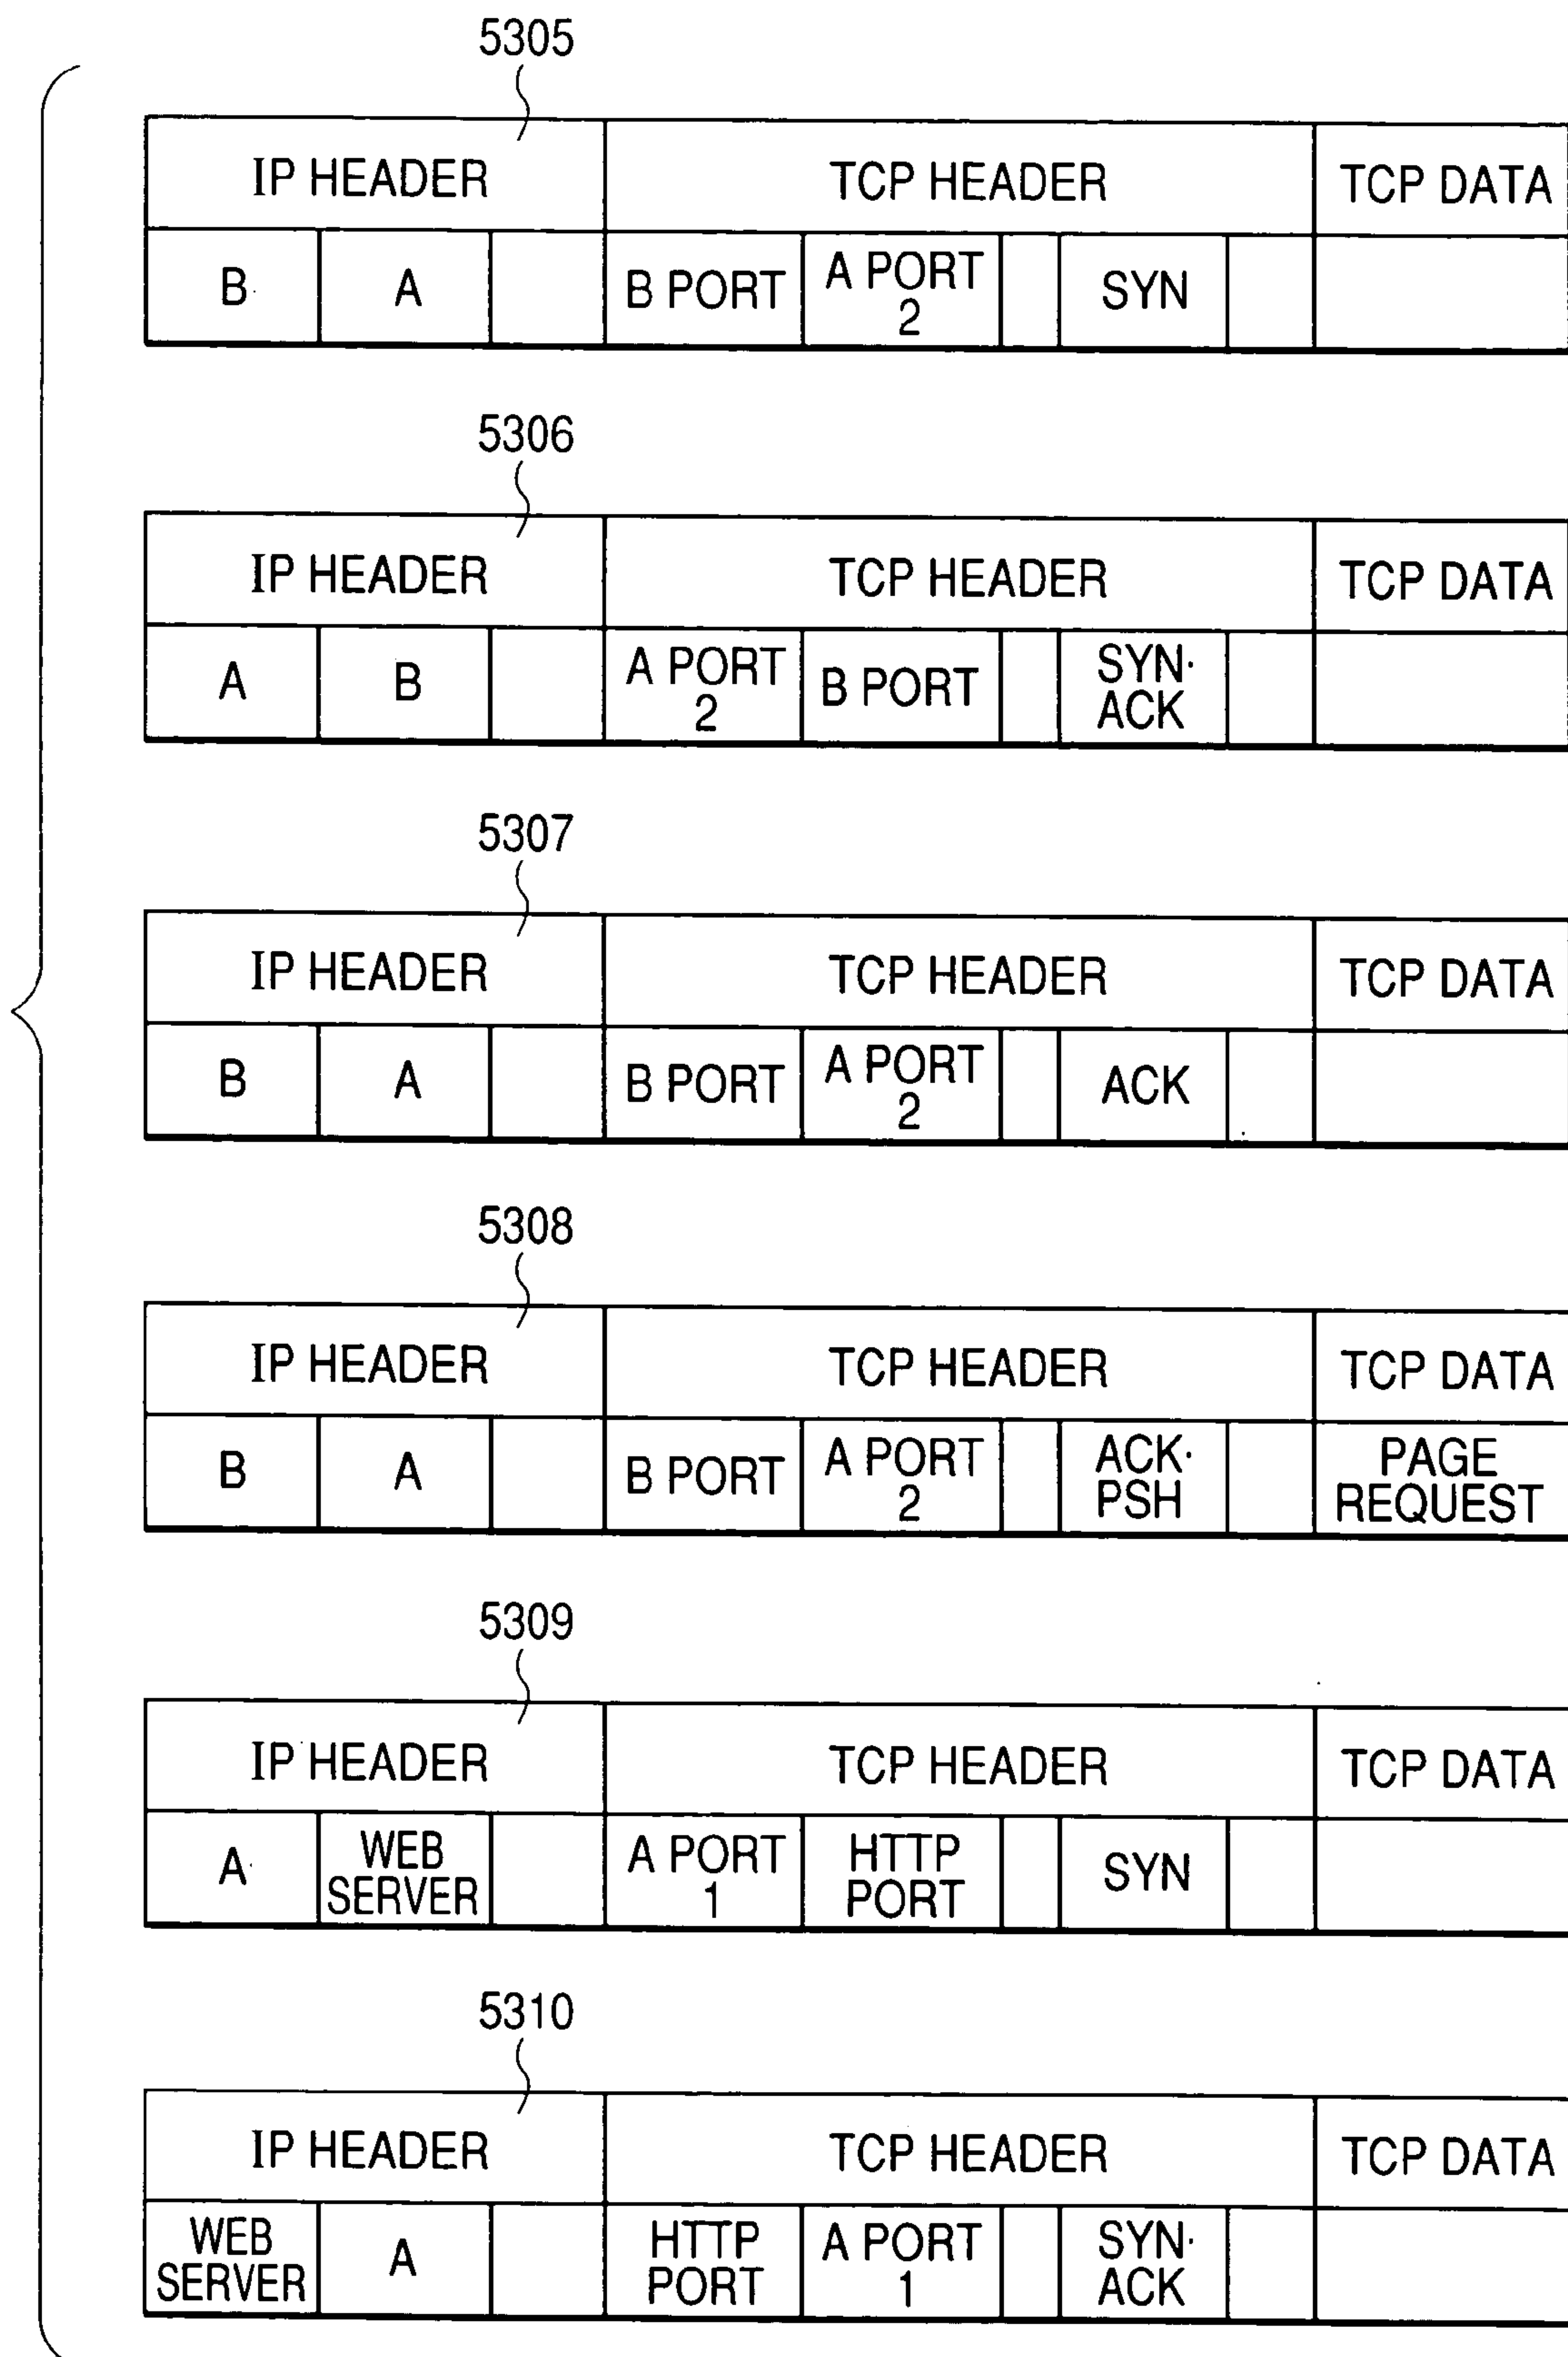 5305
IP HEADER TCP HEADER TCP DATA
B A B PORT A PORT 2 SYN
5306
IP HEADER TCP HEADER TCP DATA
A B A PORT 2 B PORT SYN· ACK
5307
IP HEADER TCP HEADER TCP DATA
B A B PORT A PORT 2 ACK
5308
IP HEADER TCP HEADER TCP DATA
B A B PORT A PORT 2 ACK· PSH PAGE REQUEST
5309
IP HEADER TCP HEADER TCP DATA
A WEB SERVER A PORT 1 HTTP PORT SYN
5310
IP HEADER TCP HEADER TCP DATA
WEB SERVER A HTTP PORT A PORT 1 SYN· ACK